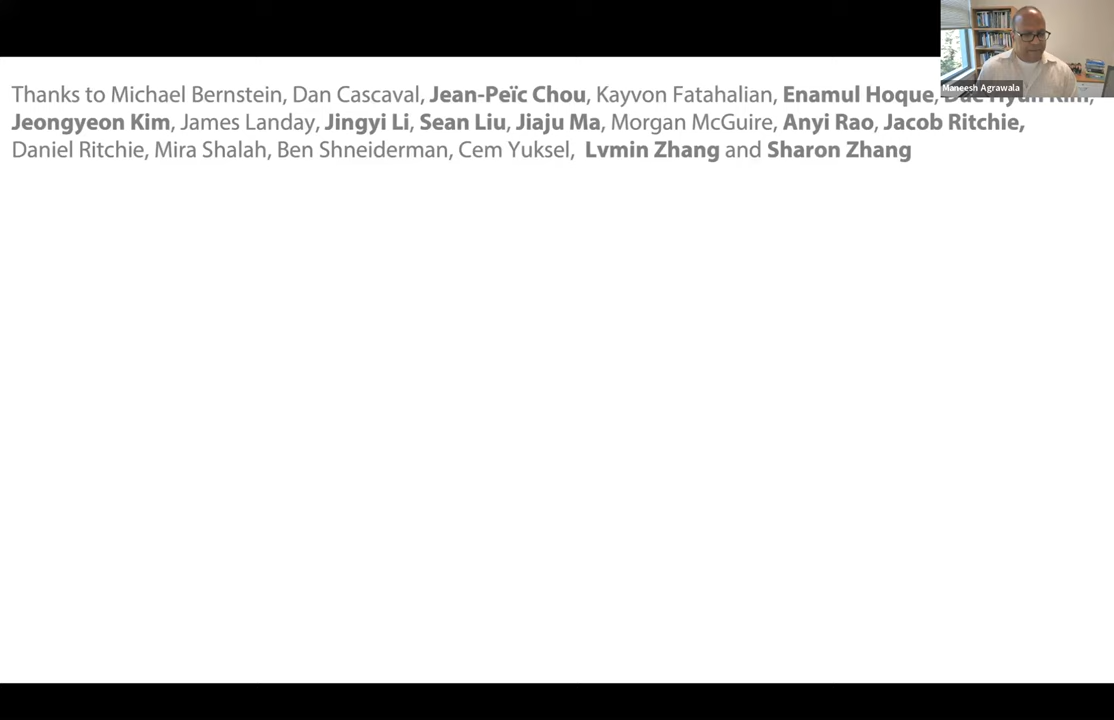 Maneesh Agrawala
Thanks to Michael Bernstein, Dan Cascaval, Jean-Peïc Chou, Kayvon Fatahalian, Enamul Hoque,
Jeongyeon Kim, James Landay, Jingyi Li, Sean Liu, Jiaju Ma, Morgan McGuire, Anyi Rao, Jacob Ritchie,
Daniel Ritchie, Mira Shalah, Ben Shneiderman, Cem Yuksel, Lvmin Zhang and Sharon Zhang